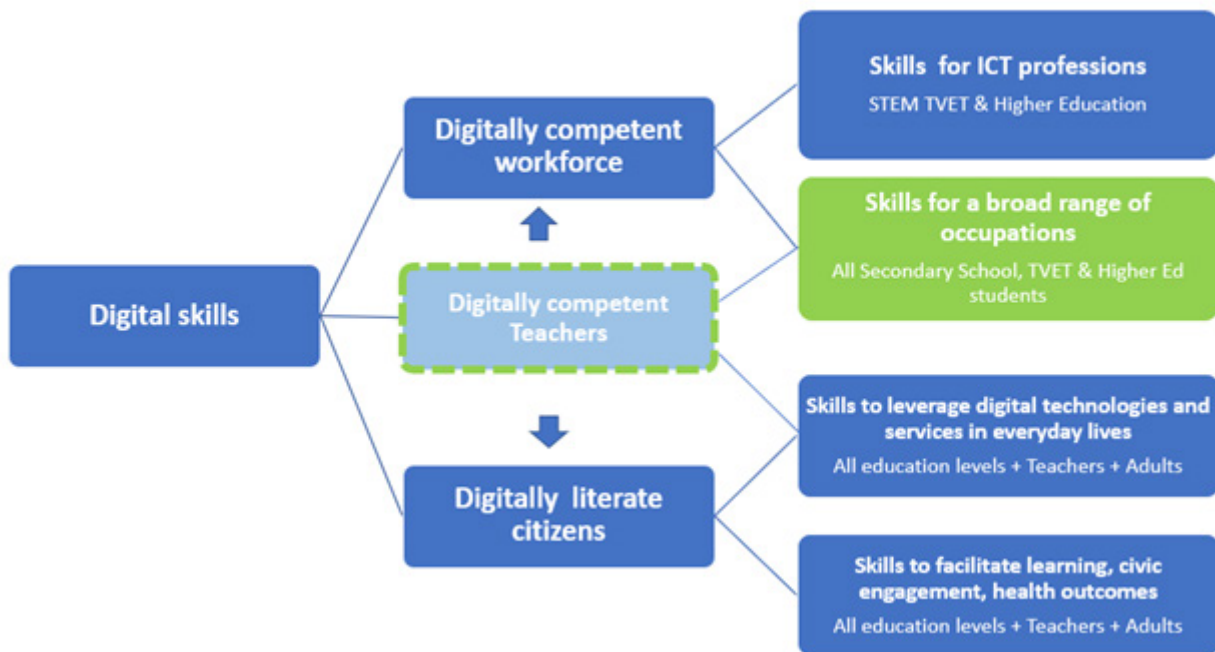 Digital skills
Digitally competent
workforce
Digitally competent
Teachers
Digitally literate
citizens
Skills for ICT professions
STEM TVET & Higher Education
Skills for a broad range of
occupations
All Secondary School, TVET & Higher Ed
students
Skills to leverage digital technologies and
services in everyday lives
All education levels + Teachers + Adults
Skills to facilitate learning, civic
engagement, health outcomes
All education levels + Teachers + Adults